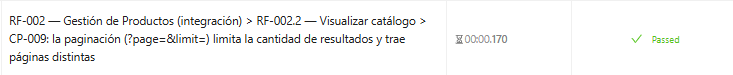 RF-002 — Gestión de Productos (integración) > RF-002.2 — Visualizar catálogo >
CP-009: la paginación (?page=&limit=) limita la cantidad de resultados y trae
páginas distintas
00:00.170
Passed